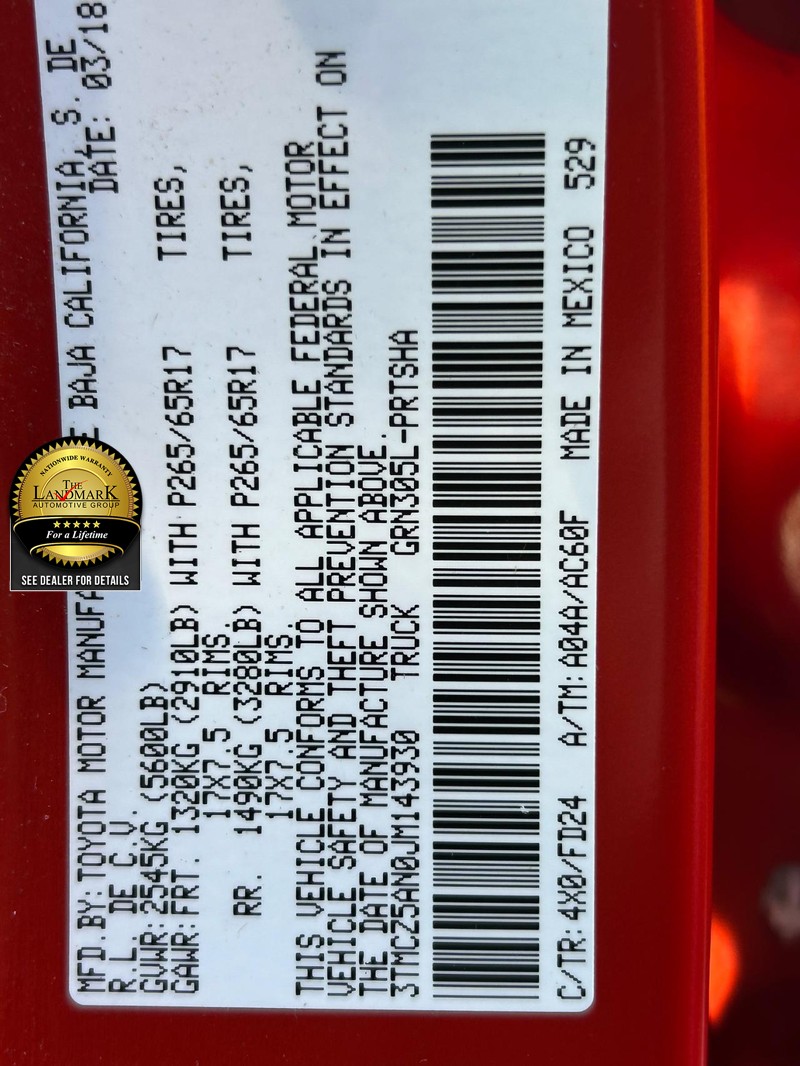 MFD.BY: TOYOTA MOTOR MANUFA E BAJA CALIFORNIA, S. DE
R.L. DE C.V. DATE: 03/18
GVWR: 2545KG (5600LB)
GAWR: FRT. 1320KG (2910LB) WITH P265/65R17 TIRES,
17X7.5 RIMS.
RR. 1490KG (3280LB) WITH P265/65R17 TIRES,
17X7.5 RIMS.
THIS VEHICLE CONFORMS TO ALL APPLICABLE FEDERAL MOTOR
VEHICLE SAFETY AND THEFT PREVENTION STANDARDS IN EFFECT ON
THE DATE OF MANUFACTURE SHOWN ABOVE.
3TMCZ5AN0JM143930 TRUCK GRN305L-PRTSHA
C/TR: 4X0/FD24 A/TM: A04A/AC60F MADE IN MEXICO 529
NATIONWIDE WARRANTY
THE
LANDMARK
AUTOMOTIVE GROUP
For a Lifetime
SEE DEALER FOR DETAILS